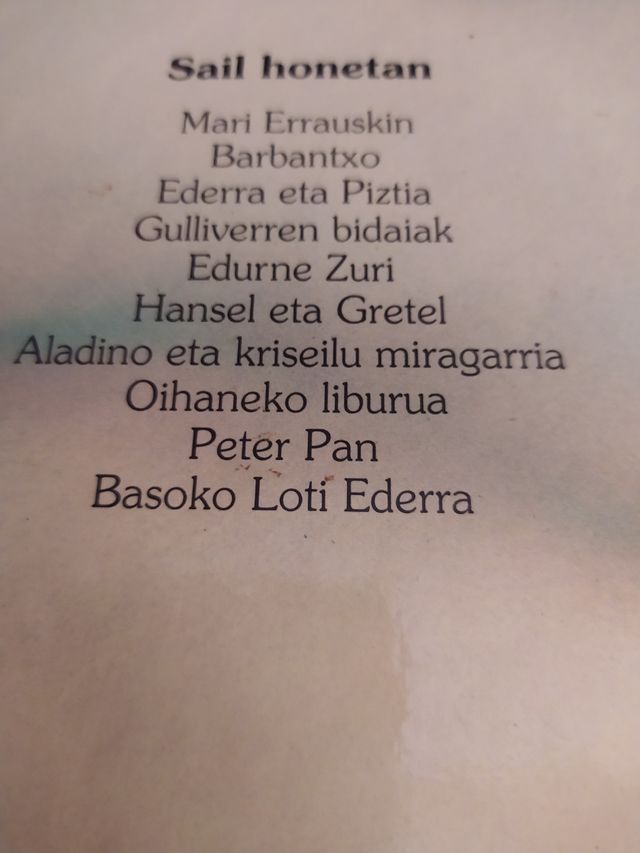 Sail honetan
Mari Errauskin
Barbantxo
Ederra eta Piztia
Gulliverren bidaiak
Edurne Zuri
Hansel eta Gretel
Aladino eta kriseilu miragarria
Oihaneko liburua
Peter Pan
Basoko Loti Ederra